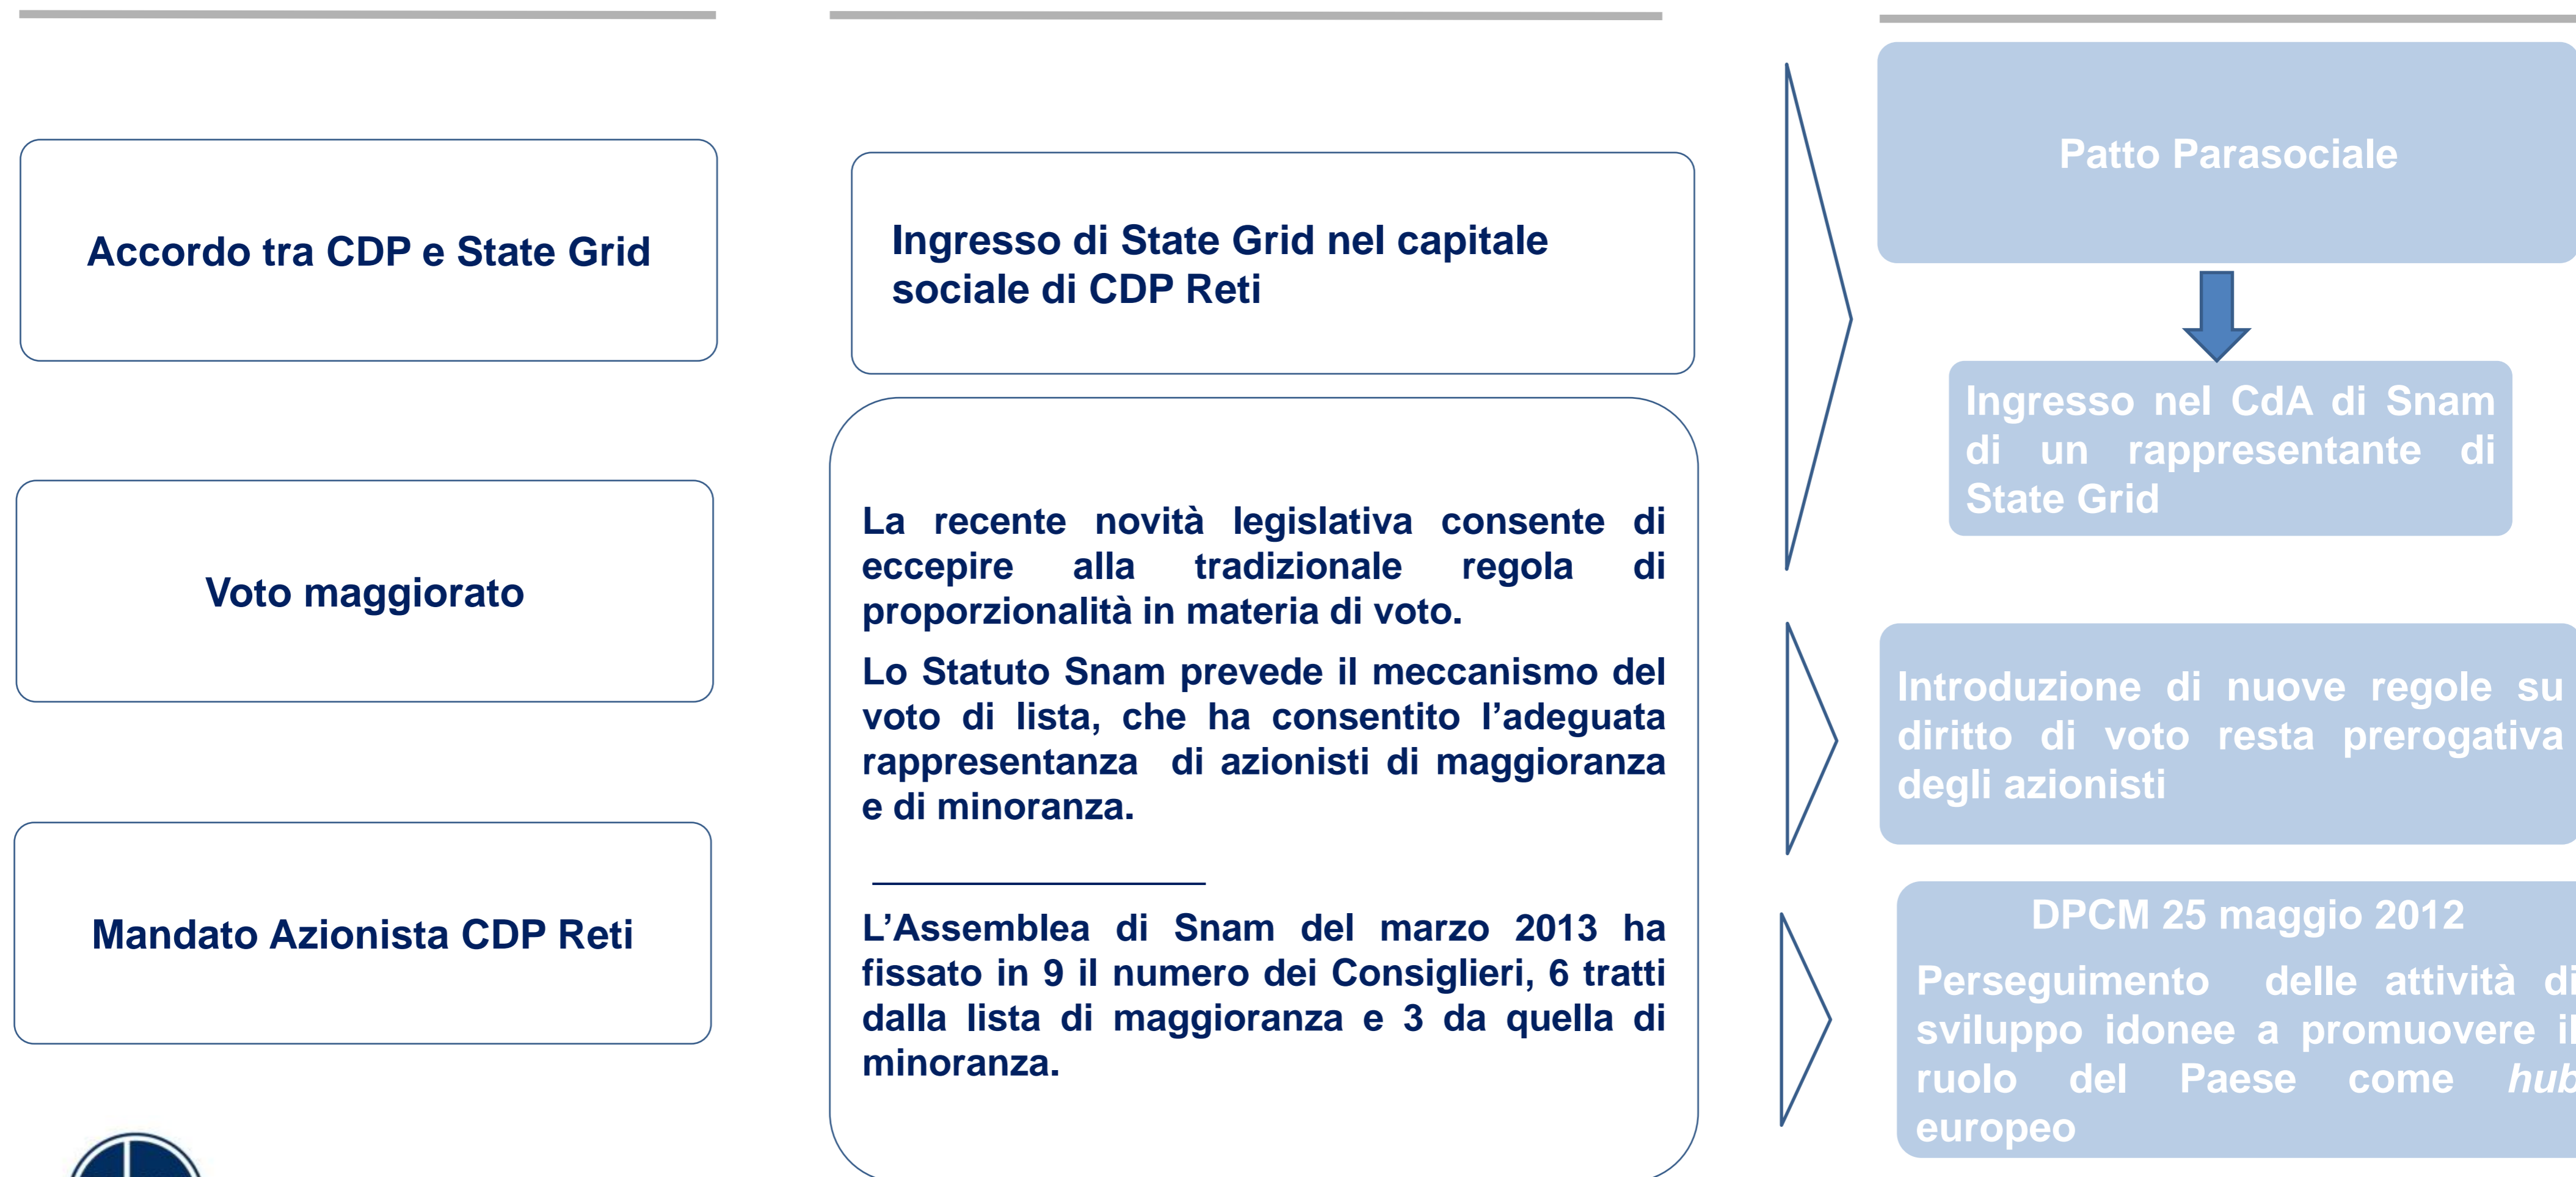 Accordo tra CDP e State Grid
Ingresso di State Grid nel capitale
sociale di CDP Reti
Patto Parasociale
Ingresso nel CdA di Snam
di un rappresentante di
State Grid
Voto maggiorato
La recente novità legislativa consente di
eccepire alla tradizionale regola di
proporzionalità in materia di voto.
Lo Statuto Snam prevede il meccanismo del
voto di lista, che ha consentito l’adeguata
rappresentanza di azionisti di maggioranza
e di minoranza.
Introduzione di nuove regole su
diritto di voto resta prerogativa
degli azionisti
Mandato Azionista CDP Reti
L’Assemblea di Snam del marzo 2013 ha
fissato in 9 il numero dei Consiglieri, 6 tratti
dalla lista di maggioranza e 3 da quella di
minoranza.
DPCM 25 maggio 2012
Perseguimento delle attività di
sviluppo idonee a promuovere il
ruolo del Paese come hub
europeo